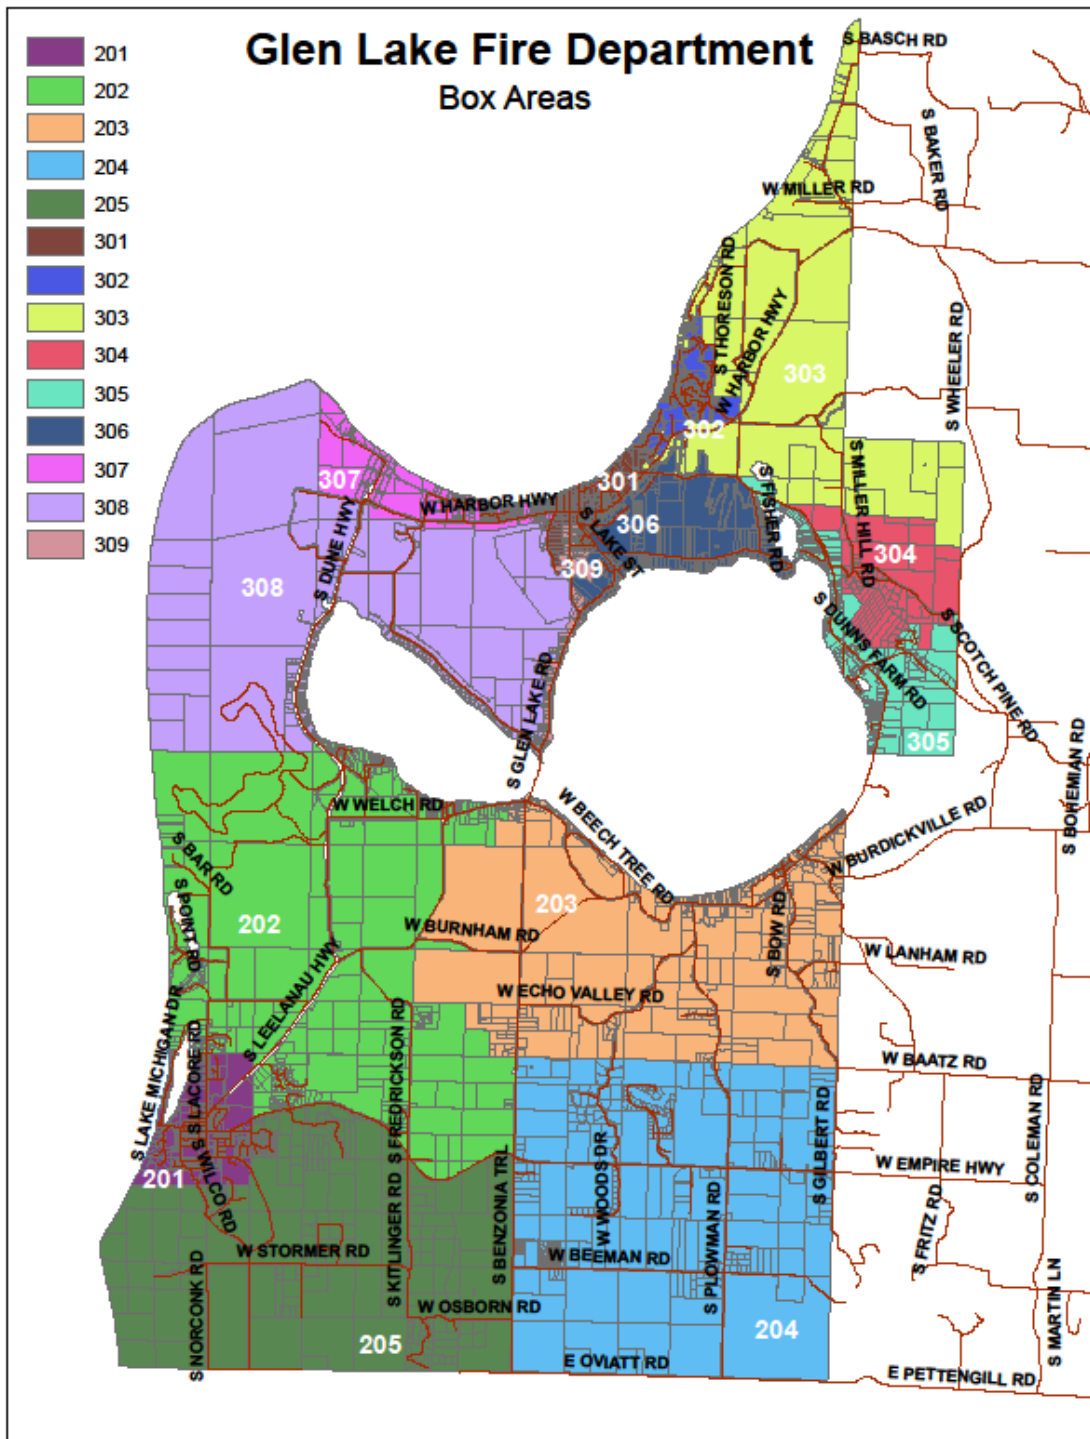 Glen Lake Fire Department
Box Areas
201
202
203
204
205
301
302
303
304
305
306
307
308
309
S BASCH RD
S BAKER RD
W MILLER RD
S THORESON RD
W HARBOR HWY
S WHEELER RD
303
302
307
301
W HARBOR HWY
S LAKE ST
306
S FISHER RD
S MILLER HILL RD
304
S DUNE HWY
308
309
S DUNNS FARM RD
S SCOTCH PINE RD
S GLEN LAKE RD
305
S BOHEMIAN RD
W WELCH RD
W BEECH TREE RD
W BURDICKVILLE RD
S BAR RD
S POINT RD
202
203
W BURNHAM RD
S BOW RD
W LANHAM RD
S LEELANAU HWY
W ECHO VALLEY RD
S LAKE MICHIGAN DR
S LACORE RD
S FREDRICKSON RD
W BAATZ RD
S GILBERT RD
S COLEMAN RD
201
S WILCO RD
W WOODS DR
W EMPIRE HWY
S KITLINGER RD
S BENZONIA TRL
S PLOWMAN RD
S FRITZ RD
W STORMER RD
W BEEMAN RD
S NORCONK RD
W OSBORN RD
S MARTIN LN
205
204
E OVIATT RD
E PETTENGILL RD